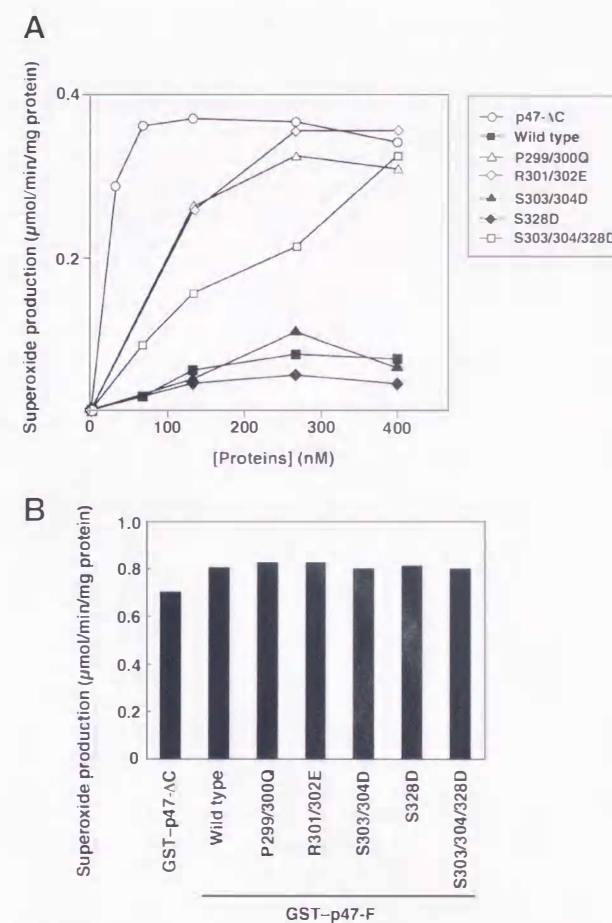 A
Superoxide production (µmol/min/mg protein)
0.4
0.2
0
0
100
200
300
400
[Proteins] (nM)
p47-ΔC
Wild type
P299/300Q
R301/302E
S303/304D
S328D
S303/304/328D
B
Superoxide production (µmol/min/mg protein)
1.0
0.8
0.6
0.4
0.2
0
GST–p47-ΔC
Wild type
P299/300Q
R301/302E
S303/304D
S328D
S303/304/328D
GST–p47-F